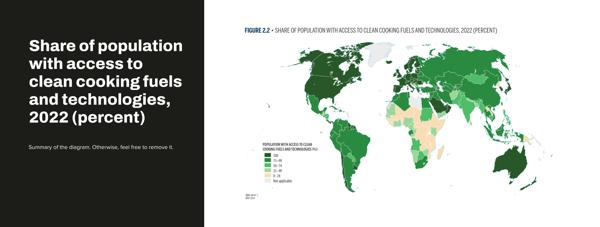 Share of population
with access to
clean cooking fuels
and technologies,
2022 (percent)
Summary of the diagram. Otherwise, feel free to remove it.
FIGURE 2.2 • SHARE OF POPULATION WITH ACCESS TO CLEAN COOKING FUELS AND TECHNOLOGIES, 2022 (PERCENT)
POPULATION WITH ACCESS TO CLEAN
COOKING FUELS AND TECHNOLOGIES (%)
100
Not applicable